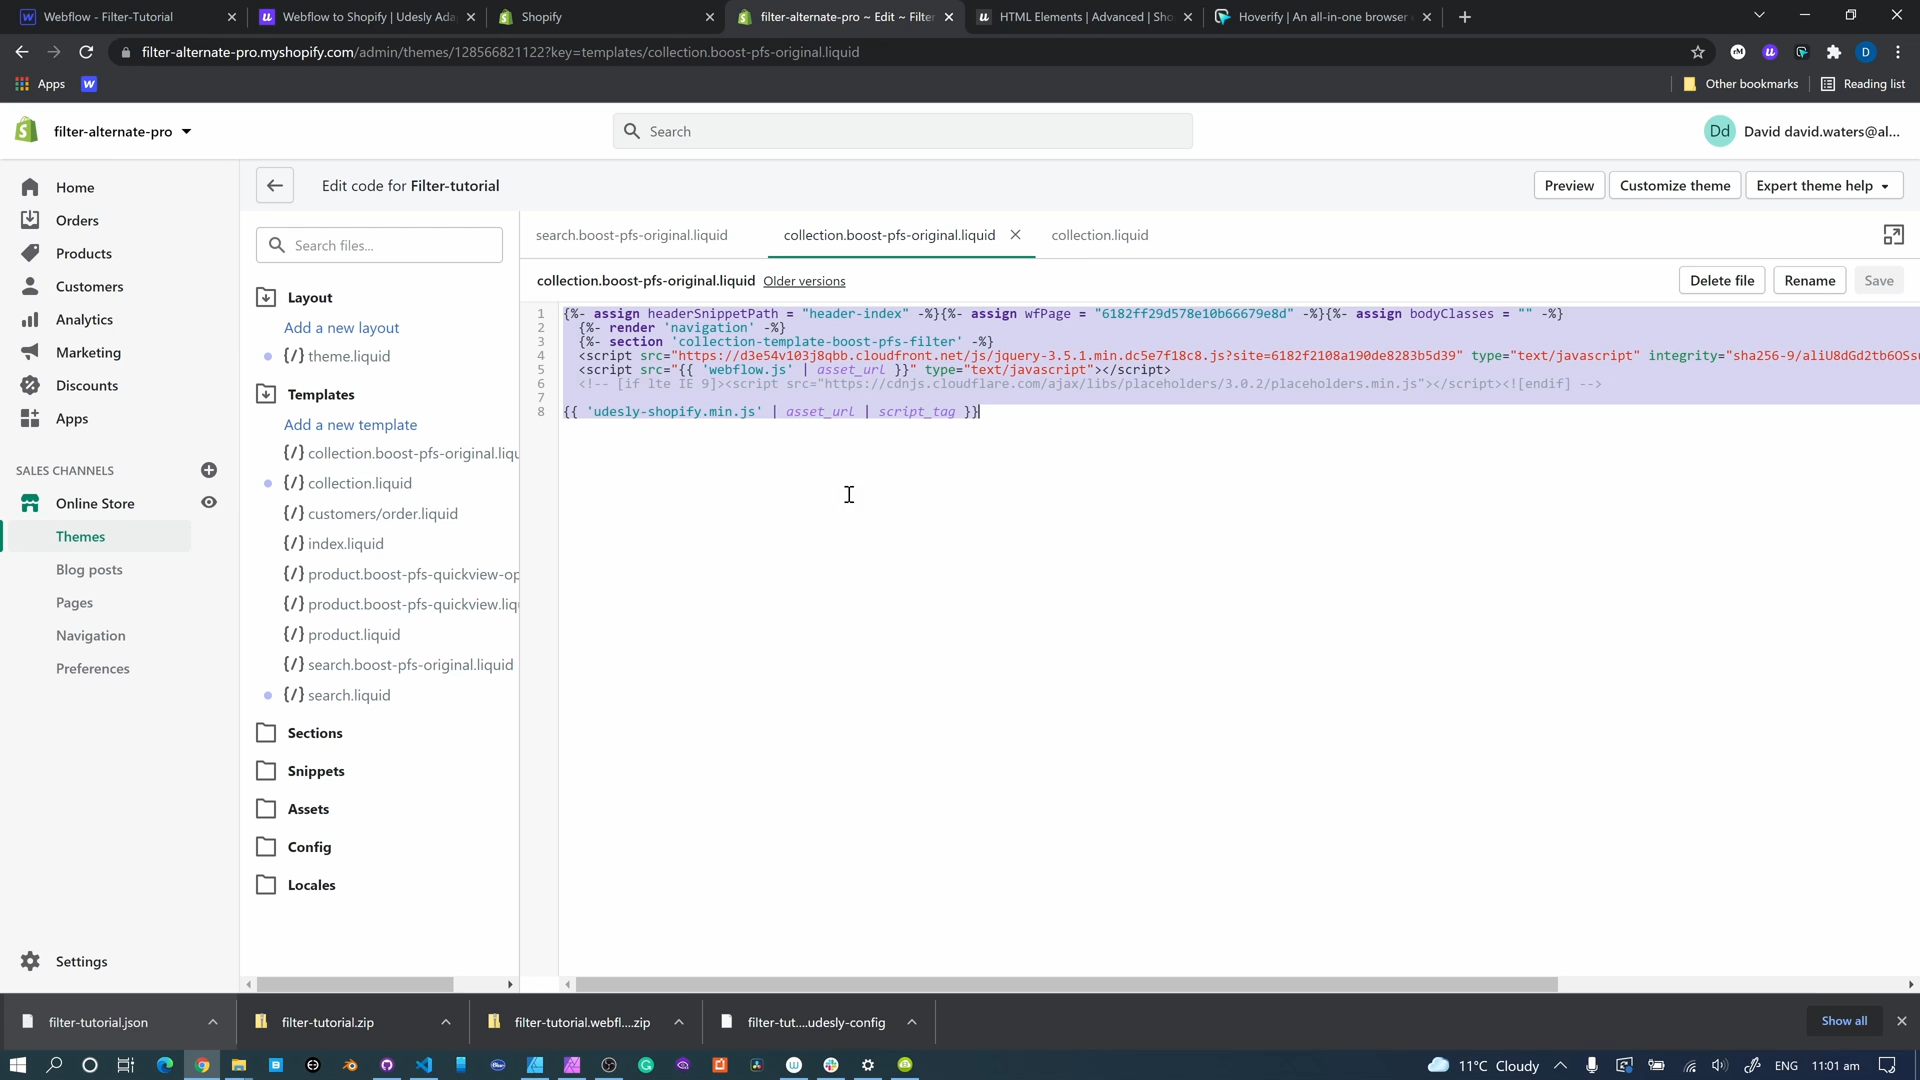 Webflow - Filter-Tutorial
Webflow to Shopify | Udesly Ada
Shopify
filter-alternate-pro ~ Edit ~ Filter
HTML Elements | Advanced | Sho
Hoverify | An all-in-one browser
filter-alternate-pro.myshopify.com/admin/themes/128566821122?key=templates/collection.boost-pfs-original.liquid
Apps
Other bookmarks
Reading list
filter-alternate-pro
Search
Dd
David david.waters@al...
Home
Orders
Products
Customers
Analytics
Marketing
Discounts
Apps
SALES CHANNELS
Online Store
Themes
Blog posts
Pages
Navigation
Preferences
Settings
Edit code for Filter-tutorial
Preview
Customize theme
Expert theme help
Search files...
Layout
Add a new layout
{/} theme.liquid
Templates
Add a new template
{/} collection.boost-pfs-original.liqu
{/} collection.liquid
{/} customers/order.liquid
{/} index.liquid
{/} product.boost-pfs-quickview-op
{/} product.boost-pfs-quickview.liqu
{/} product.liquid
{/} search.boost-pfs-original.liquid
{/} search.liquid
Sections
Snippets
Assets
Config
Locales
search.boost-pfs-original.liquid
collection.boost-pfs-original.liquid
collection.liquid
collection.boost-pfs-original.liquid Older versions
Delete file
Rename
Save
1 {%- assign headerSnippetPath = "header-index" -%}{%- assign wfPage = "6182ff29d578e10b66679e8d" -%}{%- assign bodyClasses = "" -%}
2 {%- render 'navigation' -%}
3 {%- section 'collection-template-boost-pfs-filter' -%}
4 <script src="https://d3e54v103j8qbb.cloudfront.net/js/jquery-3.5.1.min.dc5e7f18c8.js?site=6182f2108a190de8283b5d39" type="text/javascript" integrity="sha256-9/aliU8dGd2tb6OSs
5 <script src="{{ 'webflow.js' | asset_url }}" type="text/javascript"></script>
6 <!-- [if lte IE 9]><script src="https://cdnjs.cloudflare.com/ajax/libs/placeholders/3.0.2/placeholders.min.js"></script><![endif] -->
7
8 {{ 'udesly-shopify.min.js' | asset_url | script_tag }}
filter-tutorial.json
filter-tutorial.zip
filter-tutorial.webfl....zip
filter-tut....udesly-config
Show all
11°C Cloudy
ENG
11:01 am